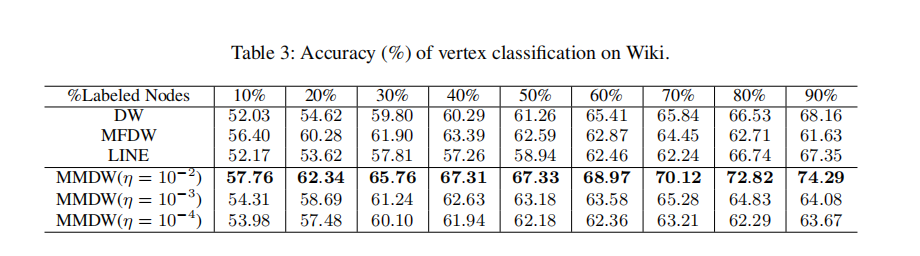 Table 3: Accuracy (%) of vertex classification on Wiki.
%Labeled Nodes 10% 20% 30% 40% 50% 60% 70% 80% 90%
DW 52.03 54.62 59.80 60.29 61.26 65.41 65.84 66.53 68.16
MFDW 56.40 60.28 61.90 63.39 62.59 62.87 64.45 62.71 61.63
LINE 52.17 53.62 57.81 57.26 58.94 62.46 62.24 66.74 67.35
MMDW(η = 10⁻²) 57.76 62.34 65.76 67.31 67.33 68.97 70.12 72.82 74.29
MMDW(η = 10⁻³) 54.31 58.69 61.24 62.63 63.18 63.58 65.28 64.83 64.08
MMDW(η = 10⁻⁴) 53.98 57.48 60.10 61.94 62.18 62.36 63.21 62.29 63.67